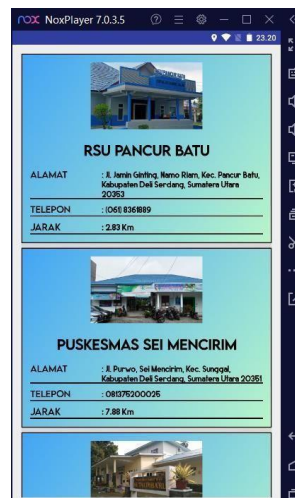 nox NoxPlayer 7.0.3.5
23.20
RSU PANCUR BATU
ALAMAT : Jl. Jamin Ginting, Namo Riam, Kec. Pancur Batu,
Kabupaten Deli Serdang, Sumatera Utara
20353
TELEPON : (061) 8361889
JARAK : 2.83 Km
PUSKESMAS SEI MENCIRIM
ALAMAT : Jl. Purwo, Sei Mencirim, Kec. Sunggal,
Kabupaten Deli Serdang, Sumatera Utara 20351
TELEPON : 081375200025
JARAK : 7.88 Km